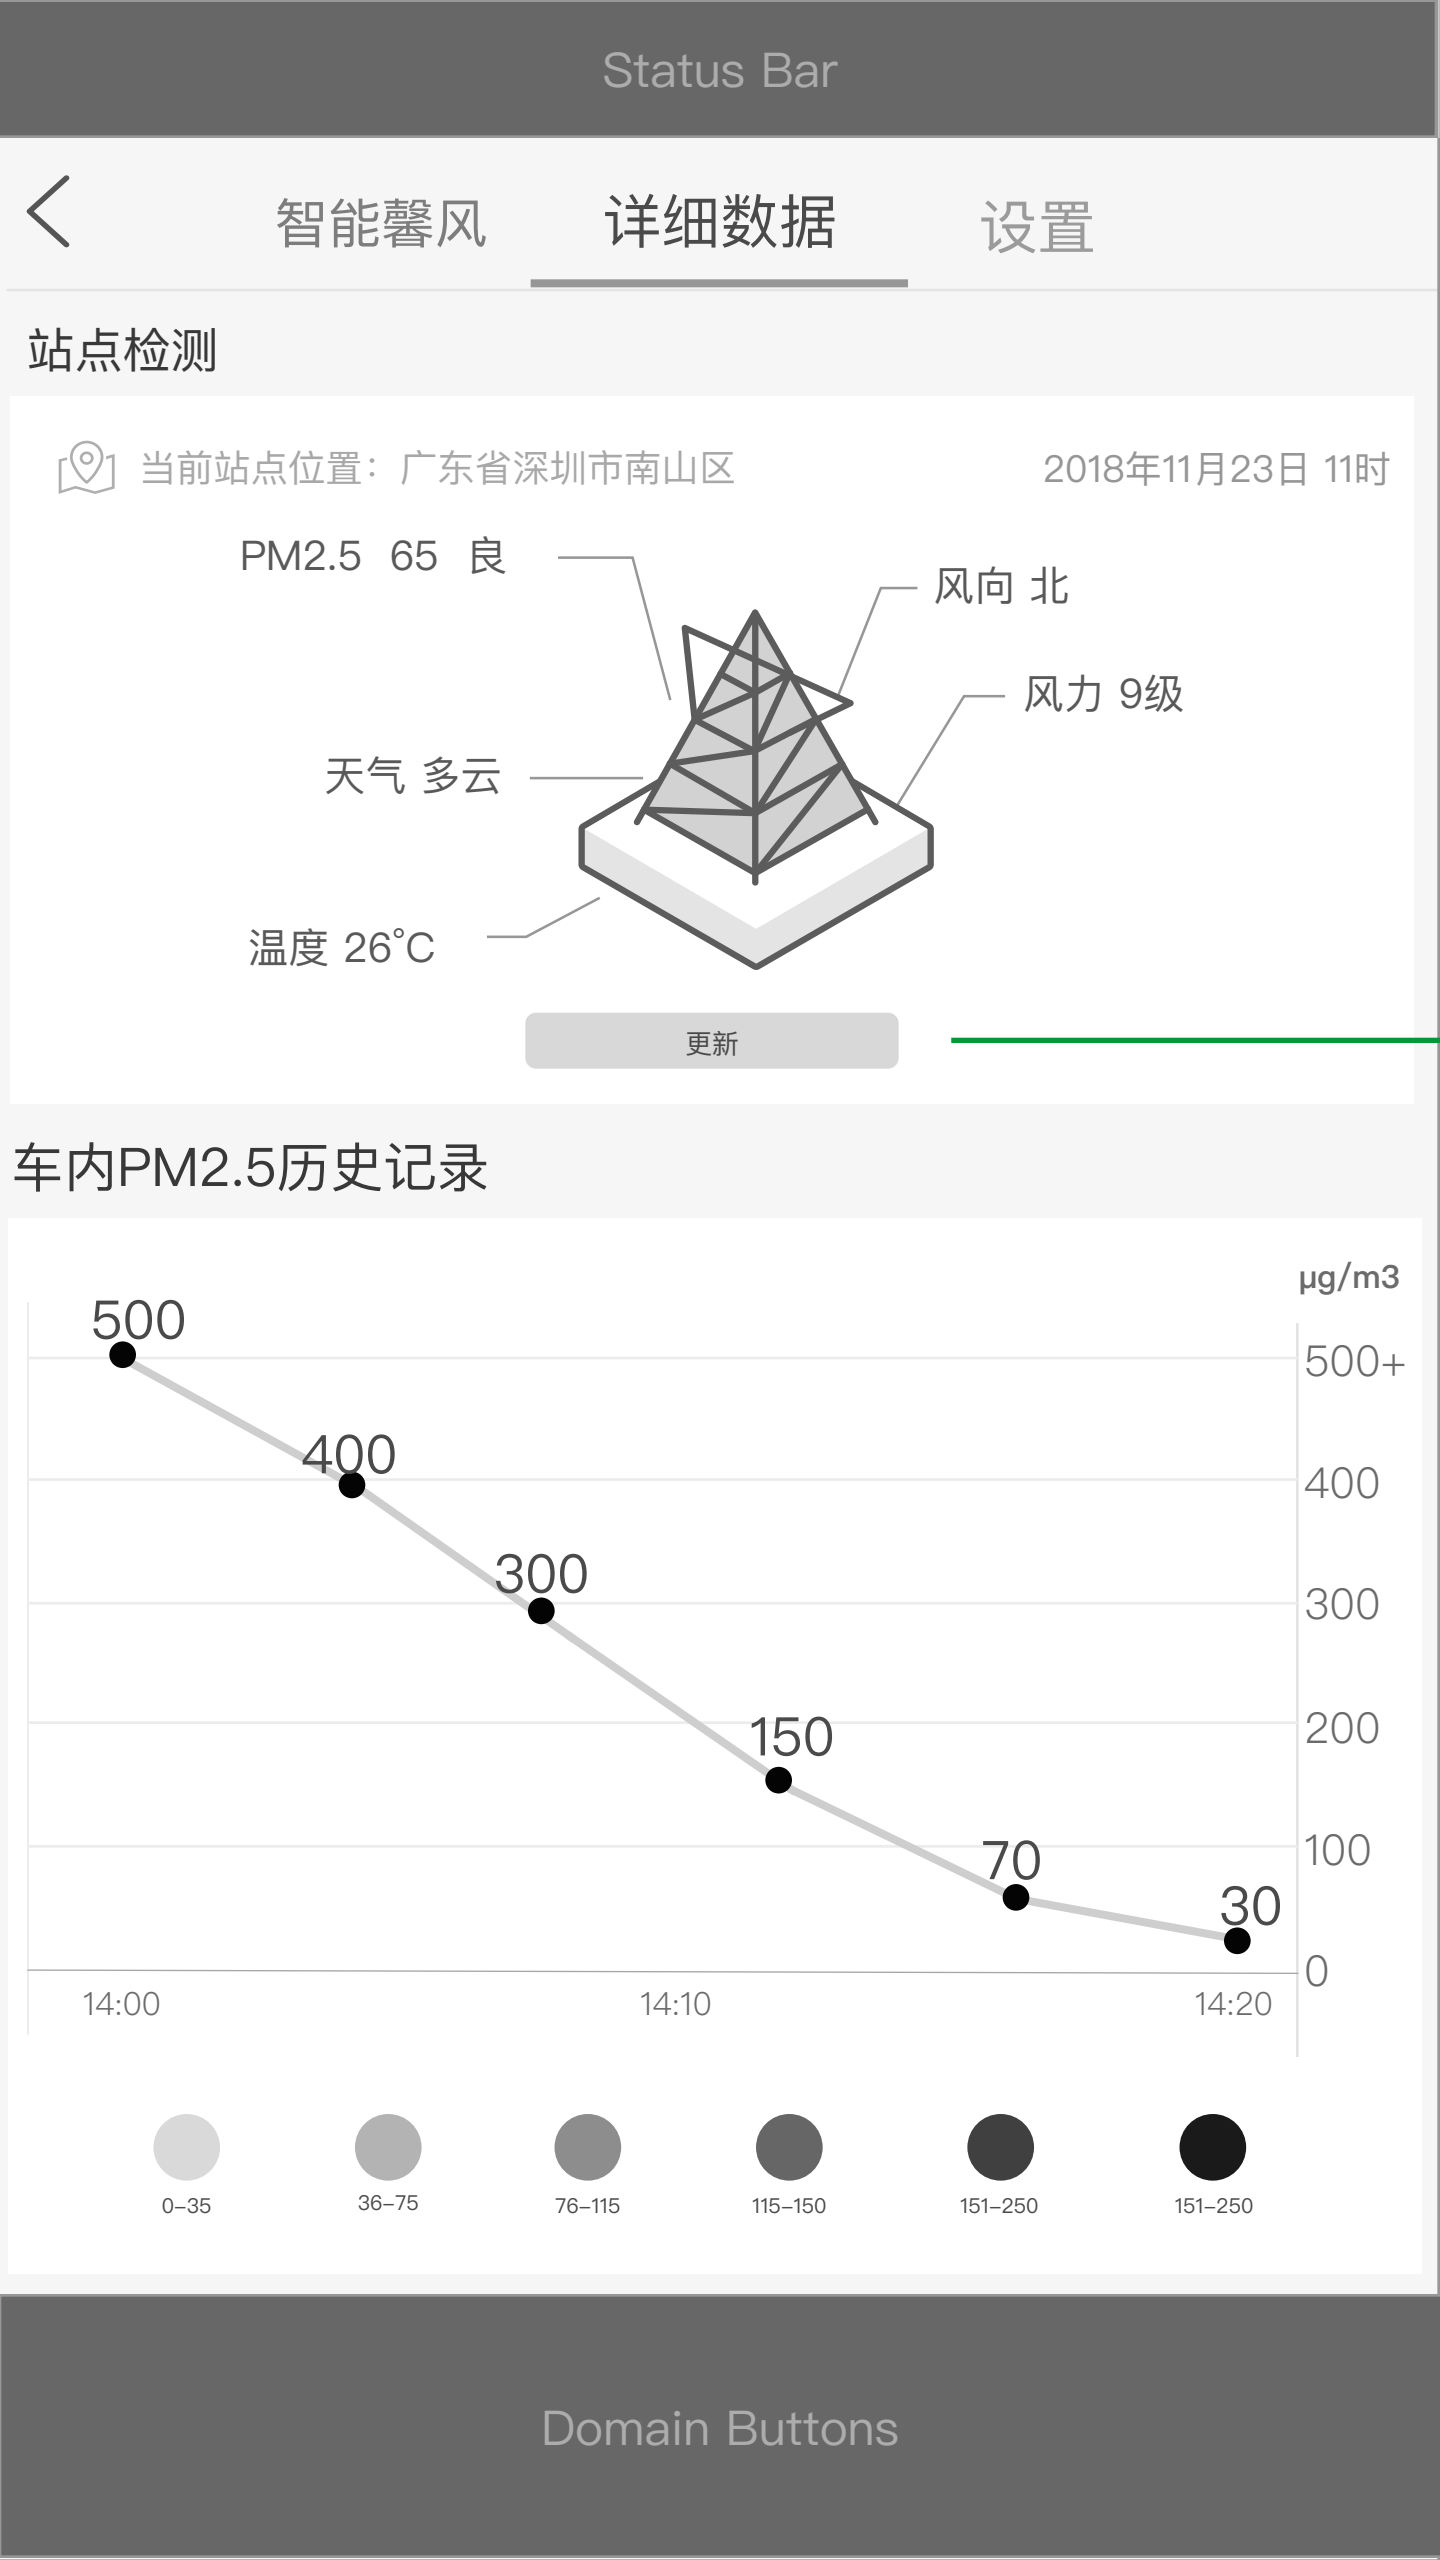 Status Bar
智能馨风 详细数据 设置
站点检测
当前站点位置：广东省深圳市南山区 2018年11月23日 11时
PM2.5 65 良
风向 北
风力 9级
天气 多云
温度 26°C
更新
车内PM2.5历史记录
μg/m3
500
500+
400
400
300
300
150
200
70
100
30
0
14:00 14:10 14:20
0-35 36-75 76-115 115-150 151-250 151-250
Domain Buttons